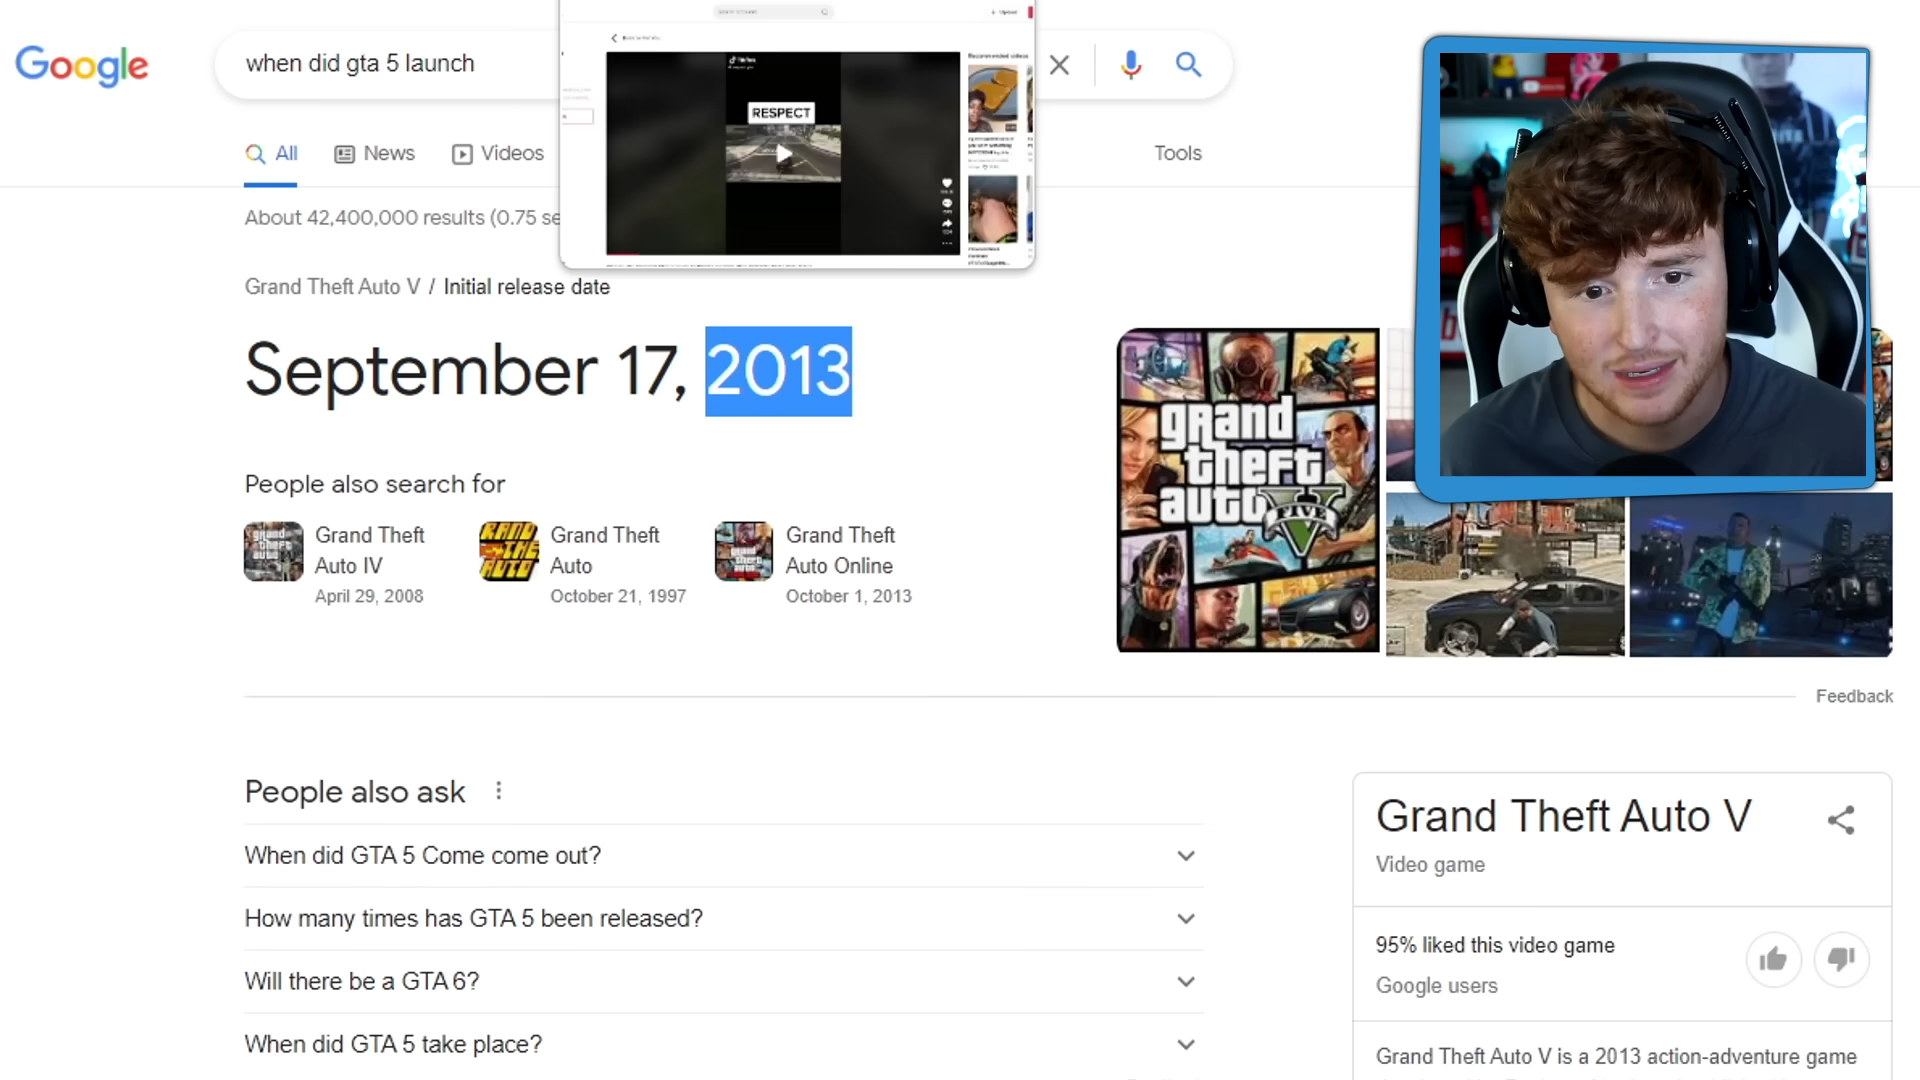 Google
when did gta 5 launch
Upload
RESPECT
All
News
Videos
Tools
About 42,400,000 results (0.75 se
Grand Theft Auto V / Initial release date
September 17, 2013
grand
theft
auto
FIVE
People also search for
Grand Theft
Auto IV
April 29, 2008
Grand Theft
Auto
October 21, 1997
Grand Theft
Auto Online
October 1, 2013
Feedback
People also ask
When did GTA 5 Come come out?
How many times has GTA 5 been released?
Will there be a GTA 6?
When did GTA 5 take place?
Grand Theft Auto V
Video game
95% liked this video game
Google users
Grand Theft Auto V is a 2013 action-adventure game